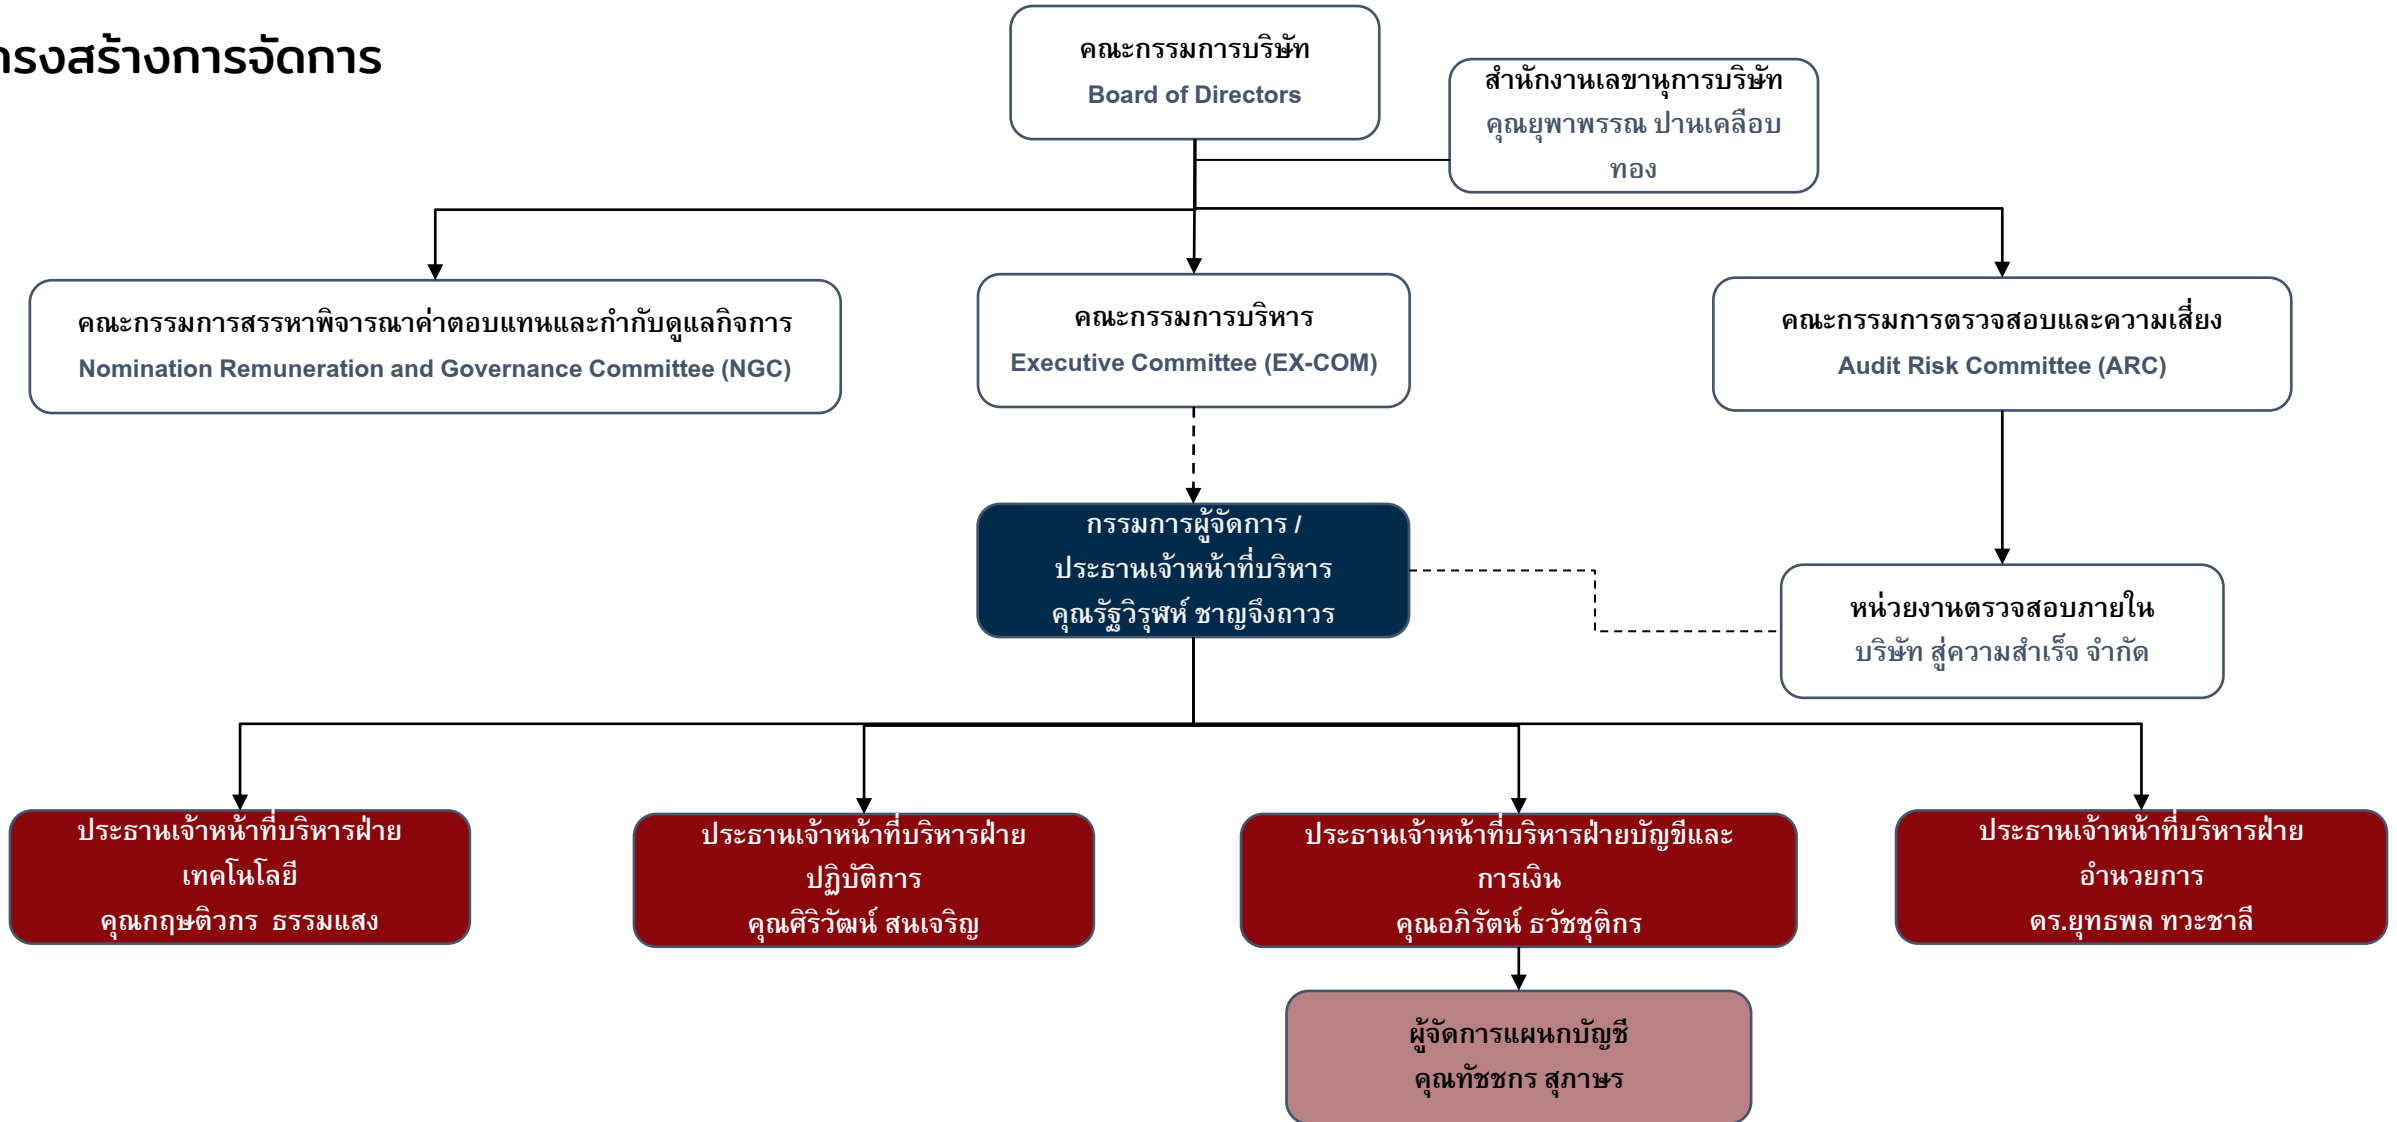 โครงสร้างการจัดการ
คณะกรรมการบริษัท
Board of Directors
สำนักงานเลขานุการบริษัท
คุณยุพาพรรณ ปานเคลือบ
ทอง
คณะกรรมการสรรหาพิจารณาค่าตอบแทนและกำกับดูแลกิจการ
Nomination Remuneration and Governance Committee (NGC)
คณะกรรมการบริหาร
Executive Committee (EX-COM)
คณะกรรมการตรวจสอบและความเสี่ยง
Audit Risk Committee (ARC)
กรรมการผู้จัดการ /
ประธานเจ้าหน้าที่บริหาร
คุณรัฐวิรุฬห์ ชาญจึงถาวร
หน่วยงานตรวจสอบภายใน
บริษัท สู่ความสำเร็จ จำกัด
ประธานเจ้าหน้าที่บริหารฝ่าย
เทคโนโลยี
คุณกฤษติวกร  ธรรมแสง
ประธานเจ้าหน้าที่บริหารฝ่าย
ปฏิบัติการ
คุณศิริวัฒน์ สนเจริญ
ประธานเจ้าหน้าที่บริหารฝ่ายบัญชีและ
การเงิน
คุณอภิรัตน์ ธวัชชุติกร
ประธานเจ้าหน้าที่บริหารฝ่าย
อำนวยการ
ดร.ยุทธพล ทวะชาลี
ผู้จัดการแผนกบัญชี
คุณทัชชกร สุภาษร